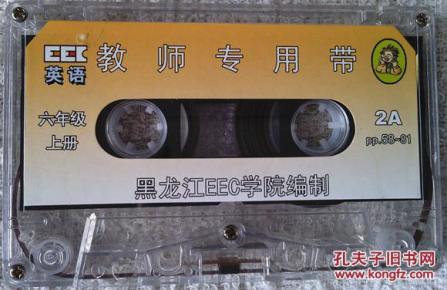 EEC 教师专用带
英语
六年级
上册
2A
pp.38-81
黑龙江EEC学院编制
孔夫子旧书网
www.kongfz.com